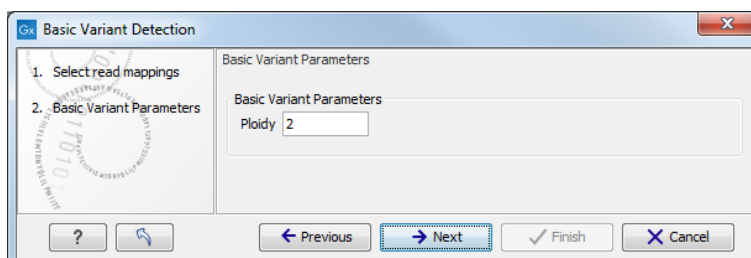 Gx Basic Variant Detection X
1. Select read mappings
2. Basic Variant Parameters
Basic Variant Parameters
Basic Variant Parameters
Ploidy 2
? Previous Next Finish Cancel